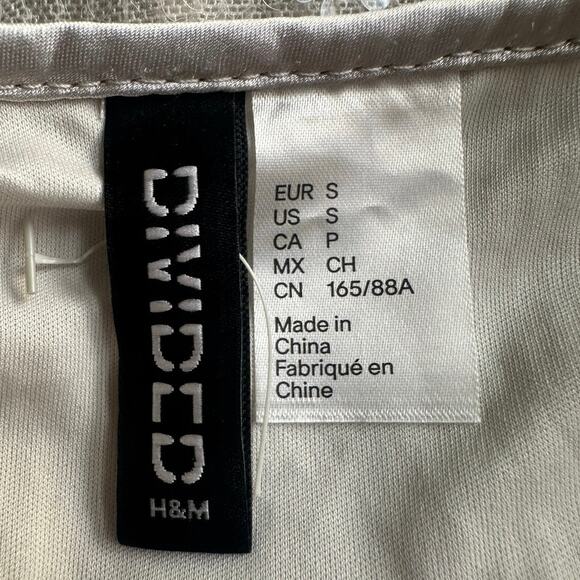 DIVIDED
H&M
EUR S
US S
CA P
MX CH
CN 165/88A
Made in
China
Fabriqué en
Chine